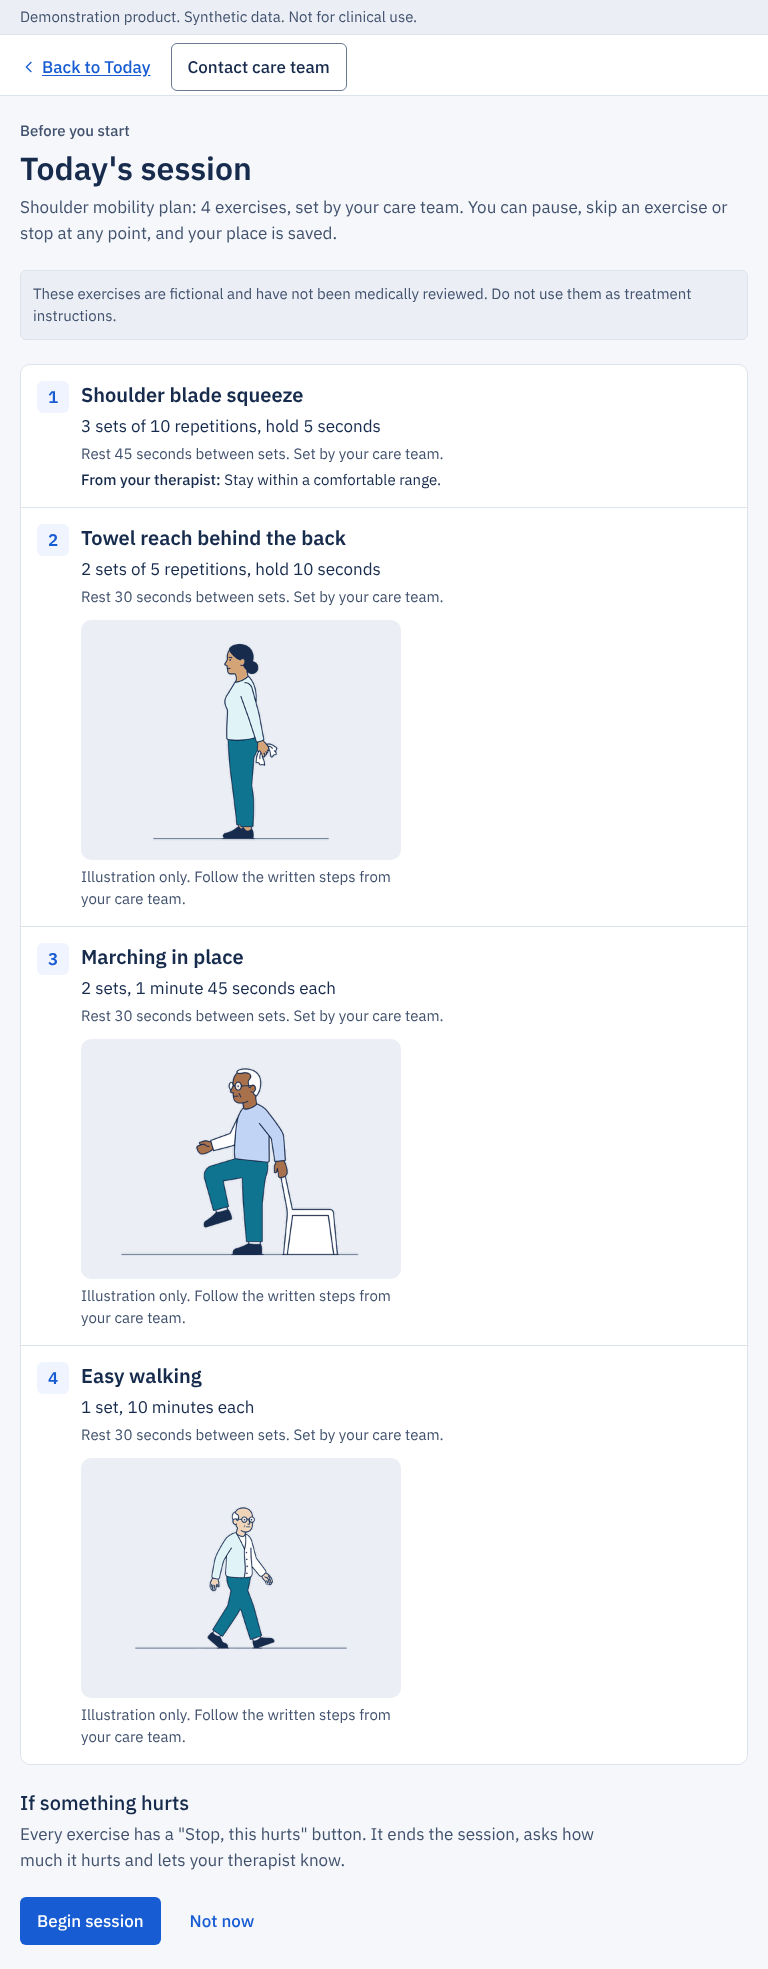 Demonstration product. Synthetic data. Not for clinical use.
Back to Today
Contact care team
Before you start
Today's session
Shoulder mobility plan: 4 exercises, set by your care team. You can pause, skip an exercise or
stop at any point, and your place is saved.
These exercises are fictional and have not been medically reviewed. Do not use them as treatment
instructions.
1 Shoulder blade squeeze
3 sets of 10 repetitions, hold 5 seconds
Rest 45 seconds between sets. Set by your care team.
From your therapist: Stay within a comfortable range.
2 Towel reach behind the back
2 sets of 5 repetitions, hold 10 seconds
Rest 30 seconds between sets. Set by your care team.
Illustration only. Follow the written steps from
your care team.
3 Marching in place
2 sets, 1 minute 45 seconds each
Rest 30 seconds between sets. Set by your care team.
Illustration only. Follow the written steps from
your care team.
4 Easy walking
1 set, 10 minutes each
Rest 30 seconds between sets. Set by your care team.
Illustration only. Follow the written steps from
your care team.
If something hurts
Every exercise has a "Stop, this hurts" button. It ends the session, asks how
much it hurts and lets your therapist know.
Begin session
Not now